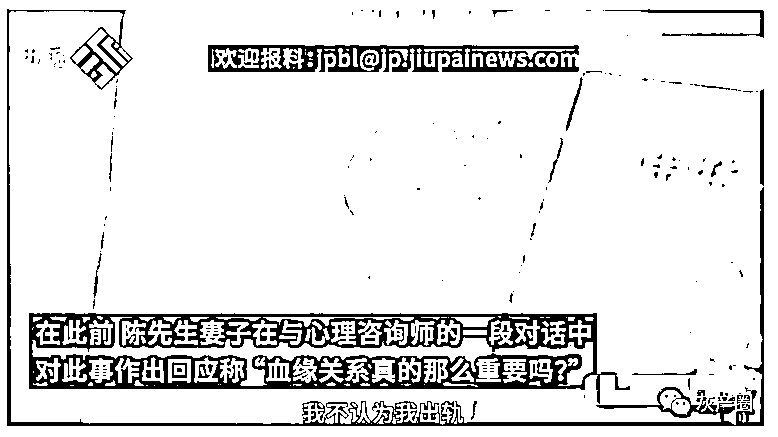 欢迎报料:jpbl@jp.jiupainews.com
在此前 陈先生妻子在与心理咨询师的一段对话中
对此事作出回应称“血缘关系真的那么重要吗?”
我不认为我出轨